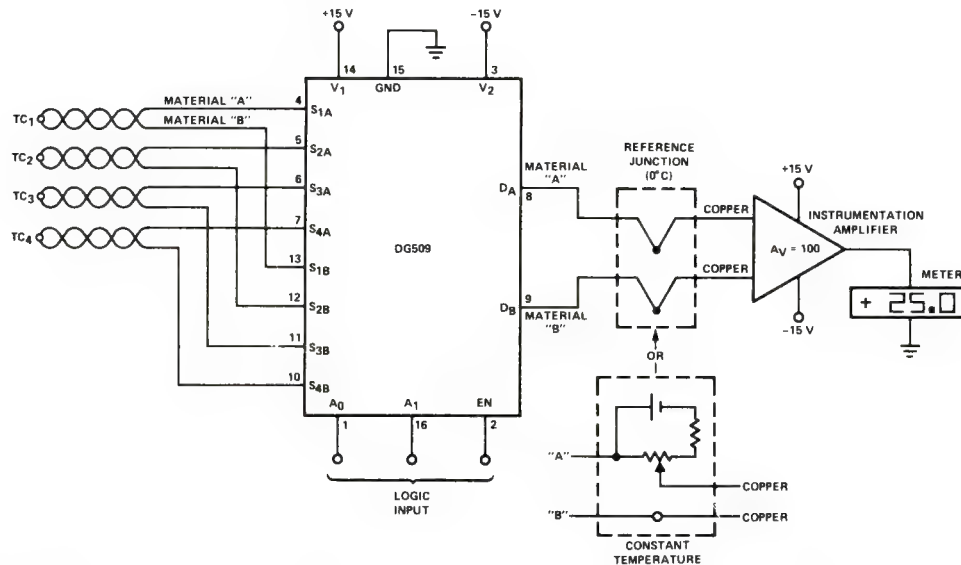 +15 V
-15 V
14
15
3
V1
GND
V2
TC1
MATERIAL "A"
4
S1A
MATERIAL "B"
TC2
5
S2A
TC3
6
S3A
TC4
7
S4A
13
S1B
12
S2B
11
S3B
10
S4B
DG509
DA
8
MATERIAL
"A"
DB
9
MATERIAL
"B"
A0
A1
EN
1
16
2
LOGIC
INPUT
REFERENCE
JUNCTION
(0°C)
COPPER
COPPER
+15 V
INSTRUMENTATION
AMPLIFIER
AV = 100
-15 V
METER
+ 25.0
OR
"A"
COPPER
"B"
COPPER
CONSTANT
TEMPERATURE